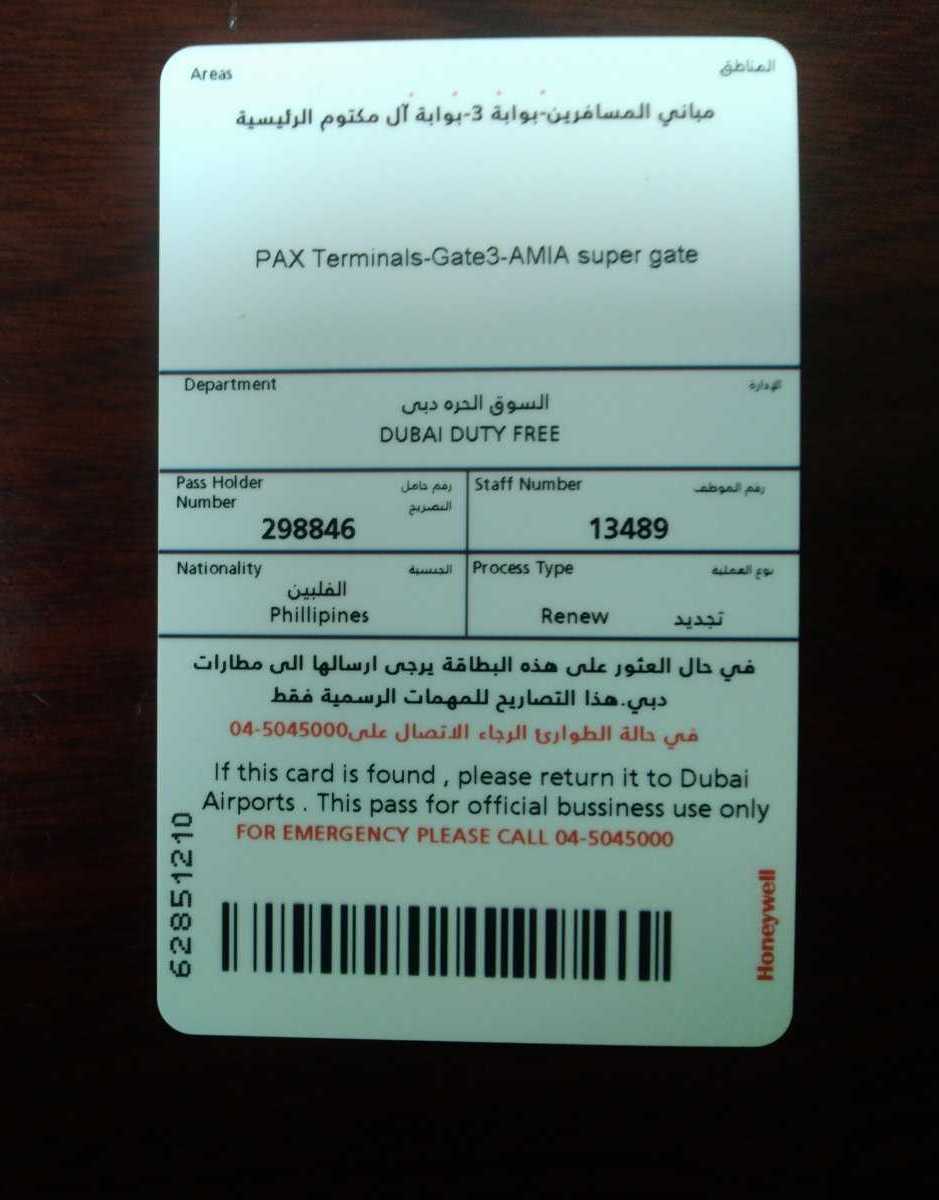 Areas المناطق
مباني المسافرين-بوابة 3-بوابة آل مكتوم الرئيسية
PAX Terminals-Gate3-AMIA super gate
Department الإدارة
السوق الحره دبى
DUBAI DUTY FREE
Pass Holder رقم حامل
Number التصريح
298846
Staff Number رقم الموظف
13489
Nationality الجنسية
الفلبين
Phillipines
Process Type نوع العملية
Renew تجديد
في حال العثور على هذه البطاقة يرجى ارسالها الى مطارات
دبي.هذا التصاريح للمهمات الرسمية فقط
في حالة الطوارئ الرجاء الاتصال على04-5045000
If this card is found , please return it to Dubai
Airports . This pass for official bussiness use only
FOR EMERGENCY PLEASE CALL 04-5045000
62851210
Honeywell